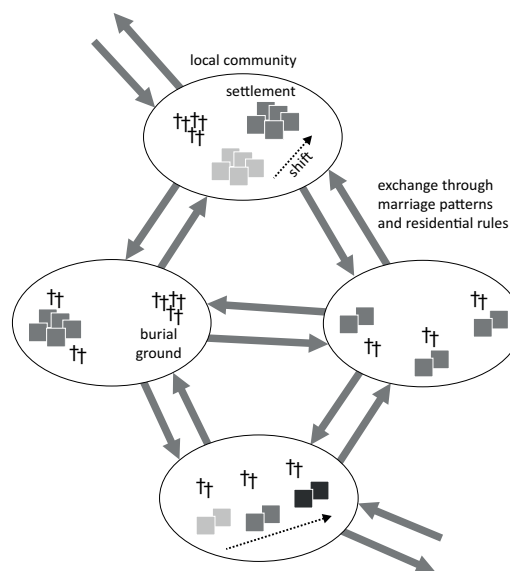 local community
settlement
shift
exchange through
marriage patterns
and residential rules
burial
ground